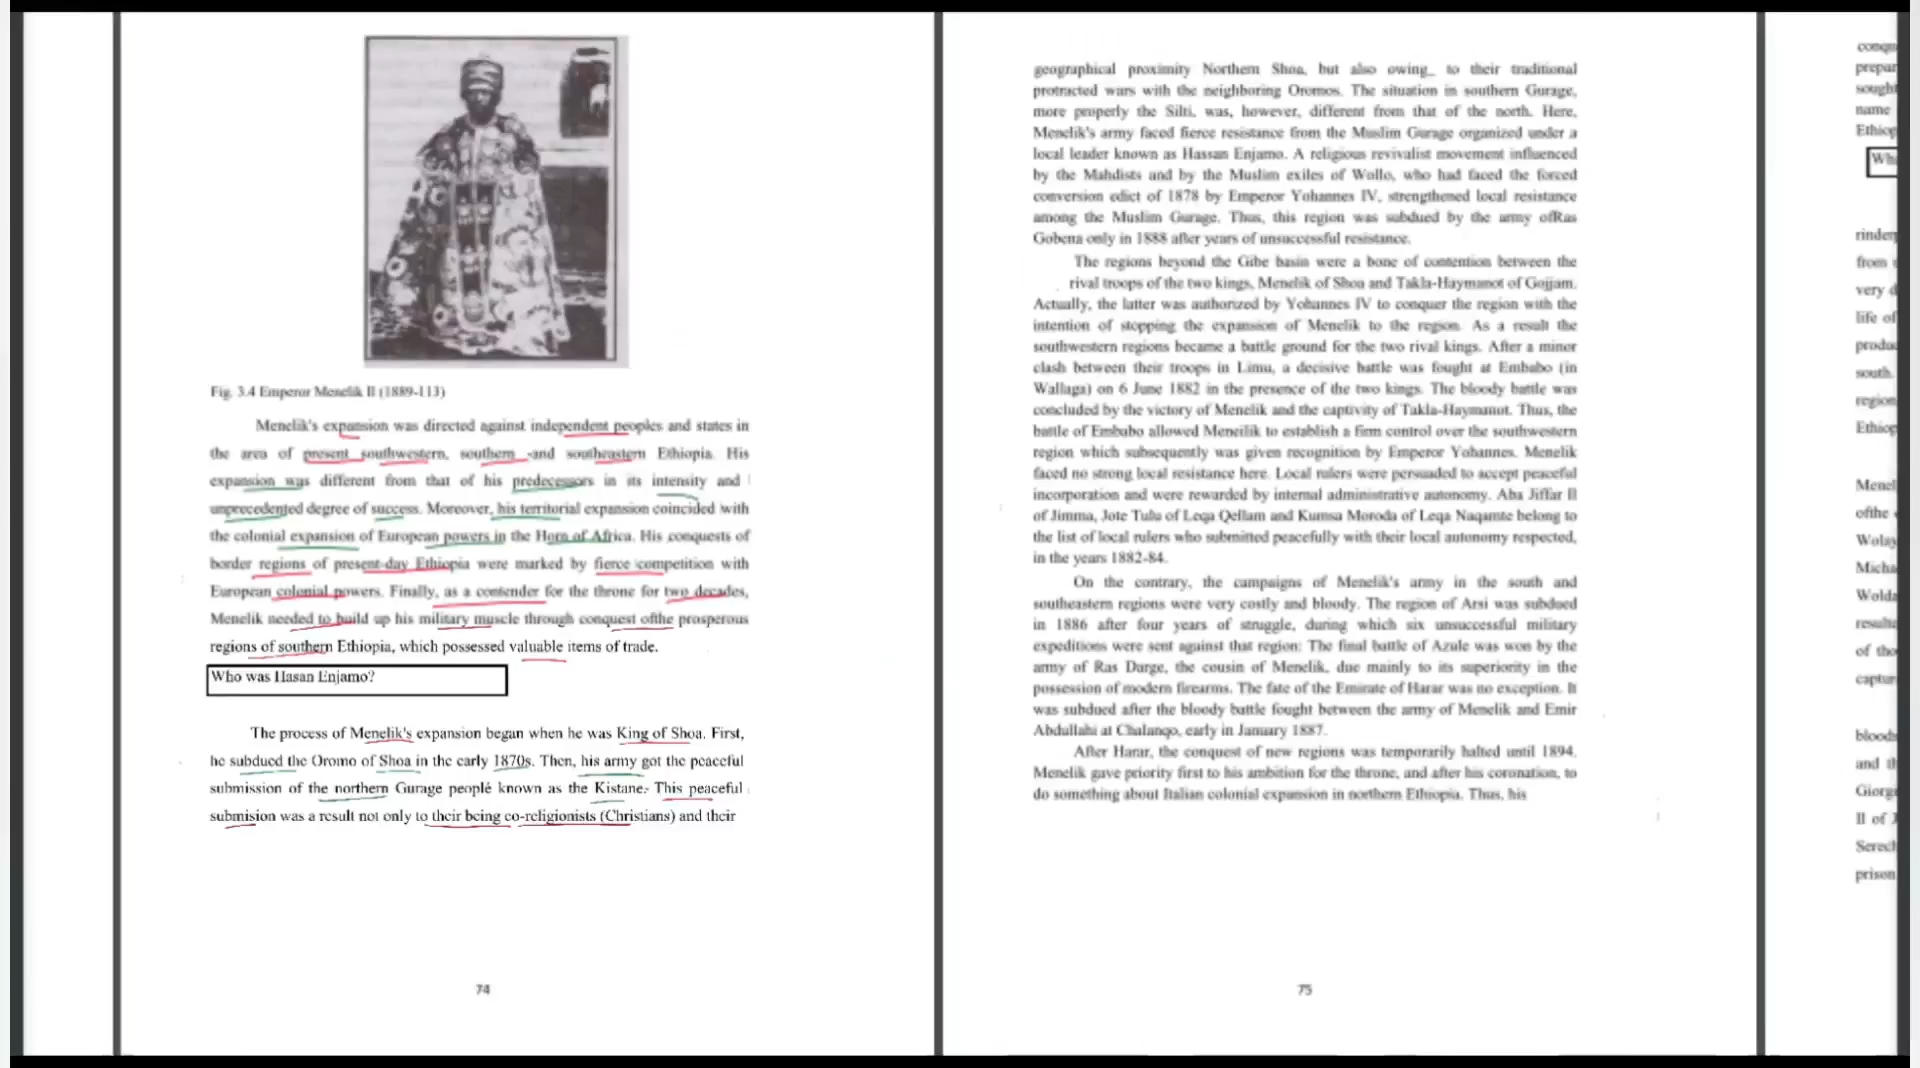 Fig. 3.4 Emperor Menelik II (1889-113)
Menelik's expansion was directed against independent peoples and states in
the area of present southwestern, southern -and southeastern Ethiopia. His
expansion was different from that of his predecessors in its intensity and
unprecedented degree of success. Moreover, his territorial expansion coincided with
the colonial expansion of European powers in the Horn of Africa. His conquests of
border regions of present-day Ethiopia were marked by fierce competition with
European colonial powers. Finally, as a contender for the throne for two decades,
Menelik needed to build up his military muscle through conquest ofthe prosperous
regions of southern Ethiopia, which possessed valuable items of trade.
Who was Hasan Enjamo?
The process of Menelik's expansion began when he was King of Shoa. First,
he subdued the Oromo of Shoa in the early 1870s. Then, his army got the peaceful
submission of the northern Gurage people known as the Kistane. This peaceful
submision was a result not only to their being co-religionists (Christians) and their
74
geographical proximity Northern Shoa, but also owing_ to their traditional
protracted wars with the neighboring Oromos. The situation in southern Gurage,
more properly the Silti, was, however, different from that of the north. Here,
Menelik's army faced fierce resistance from the Muslim Gurage organized under a
local leader known as Hassan Enjamo. A religious revivalist movement influenced
by the Mahdists and by the Muslim exiles of Wollo, who had faced the forced
conversion edict of 1878 by Emperor Yohannes IV, strengthened local resistance
among the Muslim Gurage. Thus, this region was subdued by the army ofRas
Gobena only in 1888 after years of unsuccessful resistance.
The regions beyond the Gibe basin were a bone of contention between the
rival troops of the two kings, Menelik of Shoa and Takla-Haymanot of Gojjam.
Actually, the latter was authorized by Yohannes IV to conquer the region with the
intention of stopping the expansion of Menelik to the region. As a result the
southwestern regions became a battle ground for the two rival kings. After a minor
clash between their troops in Limu, a decisive battle was fought at Embabo (in
Wallaga) on 6 June 1882 in the presence of the two kings. The bloody battle was
concluded by the victory of Menelik and the captivity of Takla-Haymanot. Thus, the
battle of Embabo allowed Meneilik to establish a firm control over the southwestern
region which subsequently was given recognition by Emperor Yohannes. Menelik
faced no strong local resistance here. Local rulers were persuaded to accept peaceful
incorporation and were rewarded by internal administrative autonomy. Aba Jiffar II
of Jimma, Jote Tulu of Leqa Qellam and Kumsa Moroda of Leqa Naqamte belong to
the list of local rulers who submitted peacefully with their local autonomy respected,
in the years 1882-84.
On the contrary, the campaigns of Menelik's army in the south and
southeastern regions were very costly and bloody. The region of Arsi was subdued
in 1886 after four years of struggle, during which six unsuccessful military
expeditions were sent against that region: The final battle of Azule was won by the
army of Ras Darge, the cousin of Menelik, due mainly to its superiority in the
possession of modern firearms. The fate of the Emirate of Harar was no exception. It
was subdued after the bloody battle fought between the army of Menelik and Emir
Abdullahi at Chalanqo, early in January 1887.
After Harar, the conquest of new regions was temporarily halted until 1894.
Menelik gave priority first to his ambition for the throne, and after his coronation, to
do something about Italian colonial expansion in northern Ethiopia. Thus, his
75
sought
name
from
life of
south.
region
ofthe
of
and
II of
prison